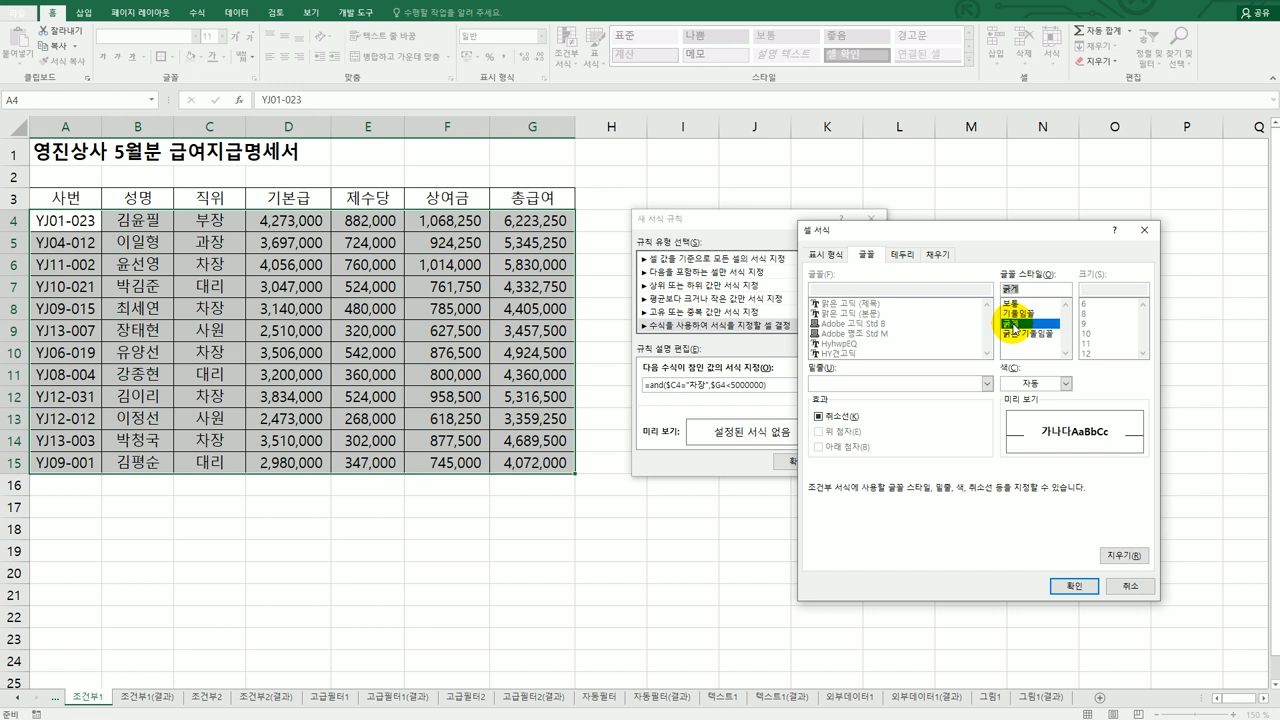 홈 삽입 페이지 레이아웃 수식 데이터 검토 보기 개발 도구 수행할 작업을 알려 주세요. 공유
붙여넣기 잘라내기 복사 서식 복사 클립보드
11 글꼴
텍스트 줄 바꿈 병합하고 가운데 맞춤 맞춤
일반 표시 형식
조건부 서식 표 서식
표준 나쁨 보통 좋음 경고문
계산 메모 설명 텍스트 셀 확인 연결된 셀
스타일
삽입 삭제 서식 셀
자동 합계 채우기 지우기 정렬 및 필터 찾기 및 선택 편집
A4 fx YJ01-023
A B C D E F G H I J K L M N O P Q
1 영진상사 5월분 급여지급명세서
2
3 사번 성명 직위 기본급 제수당 상여금 총급여
4 YJ01-023 김윤필 부장 4,273,000 882,000 1,068,250 6,223,250
5 YJ04-012 이일형 과장 3,697,000 724,000 924,250 5,345,250
6 YJ11-002 윤선영 차장 4,056,000 760,000 1,014,000 5,830,000
7 YJ10-021 박김준 대리 3,047,000 524,000 761,750 4,332,750
8 YJ09-015 최세연 차장 3,140,000 480,000 785,000 4,405,000
9 YJ13-007 장태현 사원 2,510,000 320,000 627,500 3,457,500
10 YJ06-019 유양선 차장 3,506,000 542,000 876,500 4,924,500
11 YJ08-004 강종현 대리 3,200,000 360,000 800,000 4,360,000
12 YJ12-031 김이리 차장 3,834,000 524,000 958,500 5,316,500
13 YJ12-012 이정선 사원 2,473,000 268,000 618,250 3,359,250
14 YJ13-003 박청국 차장 3,510,000 302,000 877,500 4,689,500
15 YJ09-001 김평순 대리 2,980,000 347,000 745,000 4,072,000
16
17
18
19
20
21
22
23
24
25
새 서식 규칙 ?
규칙 유형 선택(S):
► 셀 값을 기준으로 모든 셀의 서식 지정
► 다음을 포함하는 셀만 서식 지정
► 상위 또는 하위 값만 서식 지정
► 평균보다 크거나 작은 값만 서식 지정
► 고유 또는 중복 값만 서식 지정
► 수식을 사용하여 서식을 지정할 셀 결정
규칙 설명 편집(E):
다음 수식이 참인 값의 서식 지정(O):
=and($C4="차장",$G4<5000000)
미리 보기: 설정된 서식 없음
확
셀 서식 ?
표시 형식 글꼴 테두리 채우기
글꼴(F): 글꼴 스타일(O): 크기(S):
굵게
맑은 고딕 (제목) 보통 6
맑은 고딕 (본문) 기울임꼴 8
Adobe 고딕 Std B 굵게 9
Adobe 명조 Std M 굵은 기울임꼴 10
HyhwpEQ 11
HY견고딕 12
밑줄(U): 색(C):
자동
효과 미리 보기
취소선(K)
위 첨자(E)
아래 첨자(B)
가나다AaBbCc
조건부 서식에 사용할 글꼴 스타일, 밑줄, 색, 취소선 등을 지정할 수 있습니다.
지우기(R)
확인 취소
... 조건부1 조건부1(결과) 조건부2 조건부2(결과) 고급필터1 고급필터1(결과) 고급필터2 고급필터2(결과) 자동필터 자동필터(결과) 텍스트1 텍스트1(결과) 외부데이터1 외부데이터1(결과) 그림1 그림1(결과)
준비 150 %